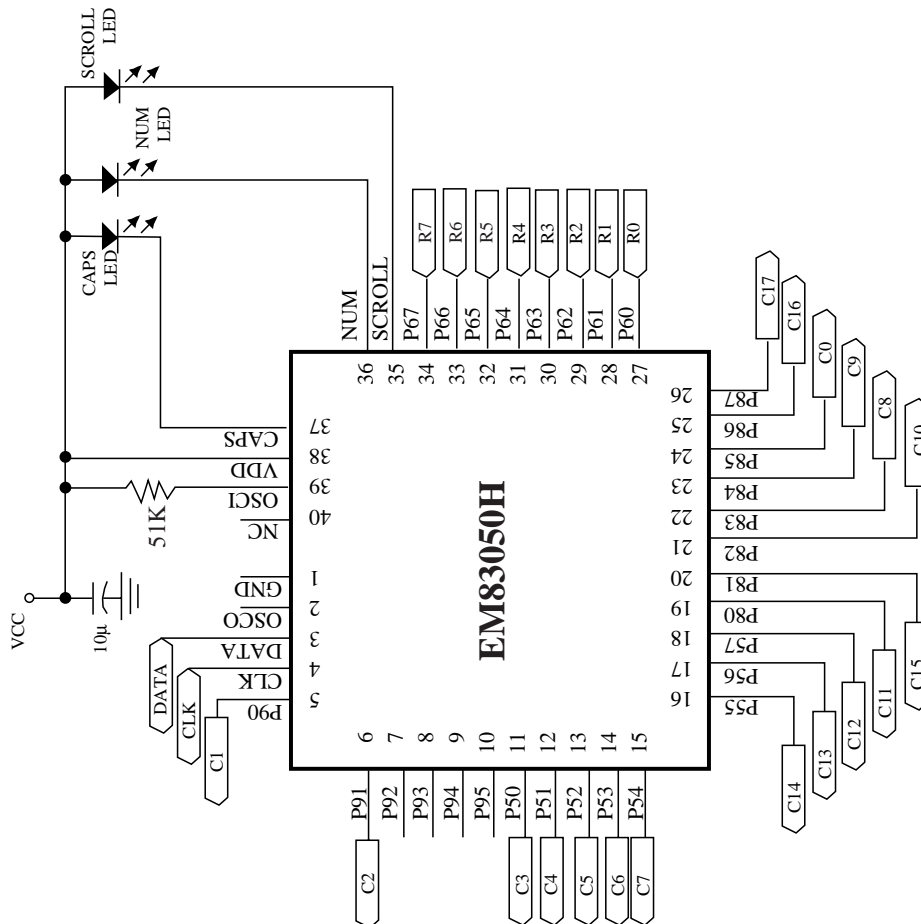 SCROLL
LED
NUM
LED
CAPS
LED
VCC
10µ
51K
NUM
SCROLL
P67
P66
P65
P64
P63
P62
P61
P60
R7
R6
R5
R4
R3
R2
R1
R0
36
35
34
33
32
31
30
29
28
27
CAPS
VDD
OSCI
NC
GND
OSCO
DATA
CLK
P90
37
38
39
40
1
2
3
4
5
DATA
CLK
C1
EM83050H
26
25
24
23
22
21
20
19
18
17
16
P87
P86
P85
P84
P83
P82
P81
P80
P57
P56
P55
C17
C16
C0
C9
C8
C10
C15
C11
C12
C13
C14
6
7
8
9
10
11
12
13
14
15
P91
P92
P93
P94
P95
P50
P51
P52
P53
P54
C2
C3
C4
C5
C6
C7